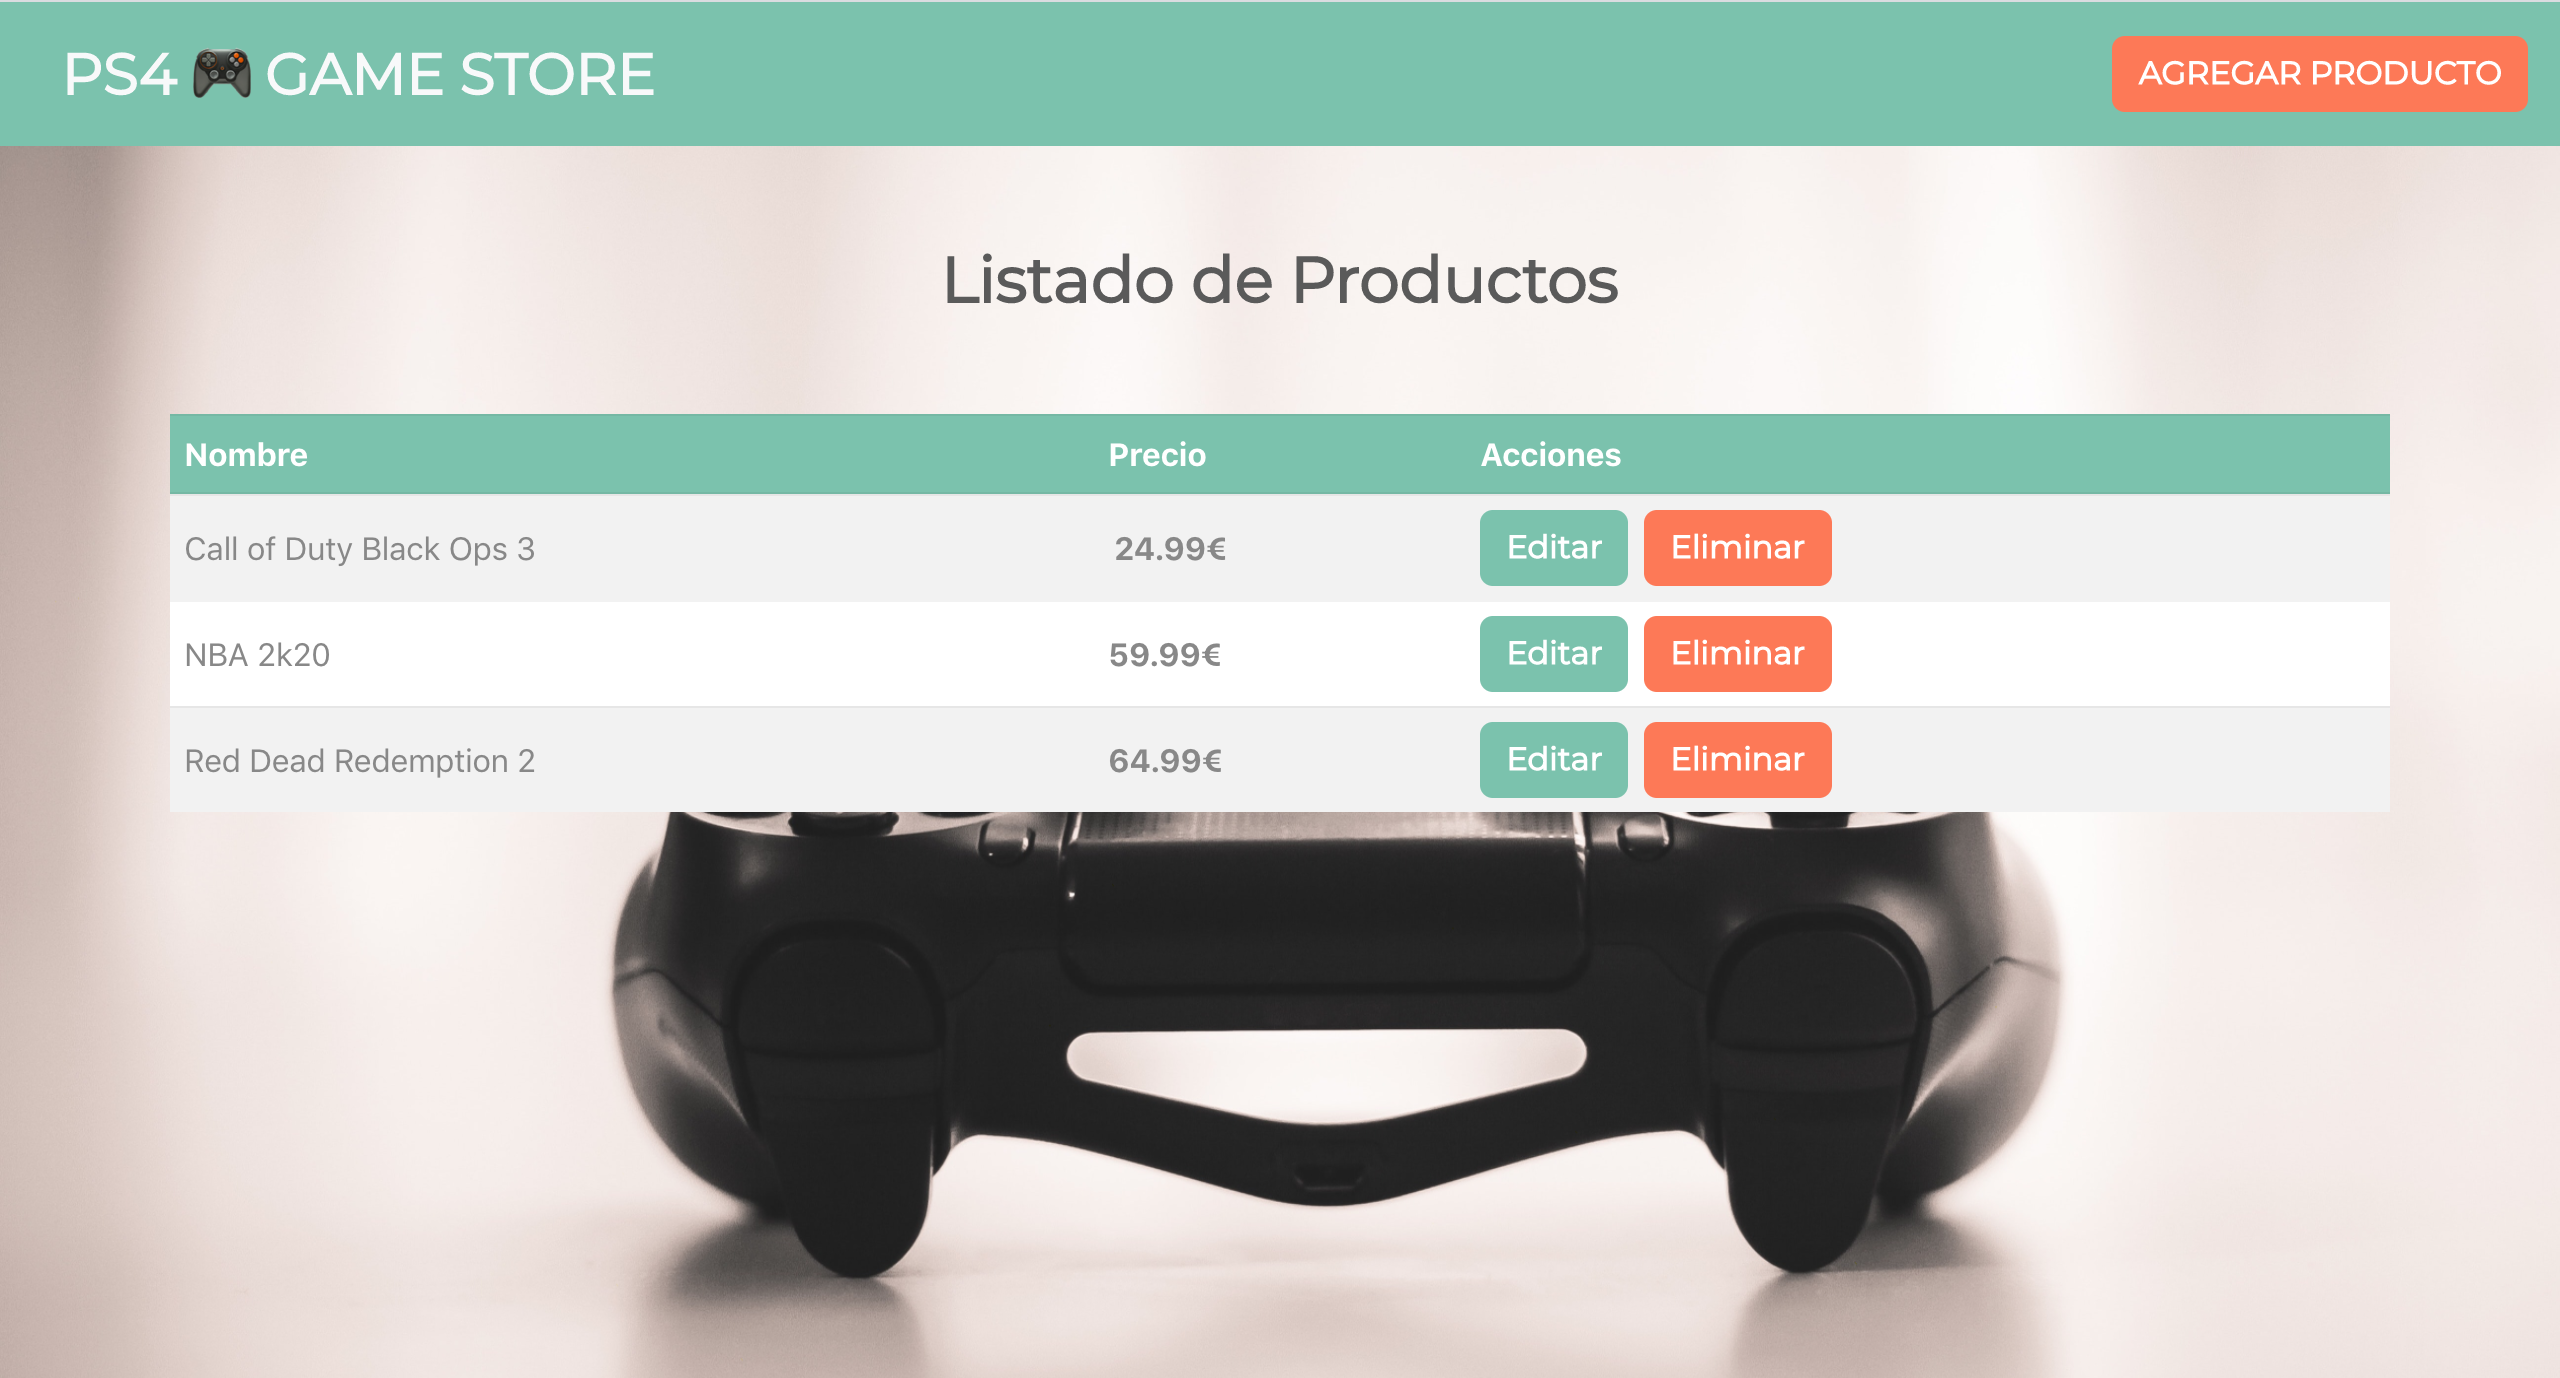 PS4 🎮 GAME STORE
AGREGAR PRODUCTO
Listado de Productos
Nombre Precio Acciones
Call of Duty Black Ops 3 24.99€ Editar Eliminar
NBA 2k20 59.99€ Editar Eliminar
Red Dead Redemption 2 64.99€ Editar Eliminar